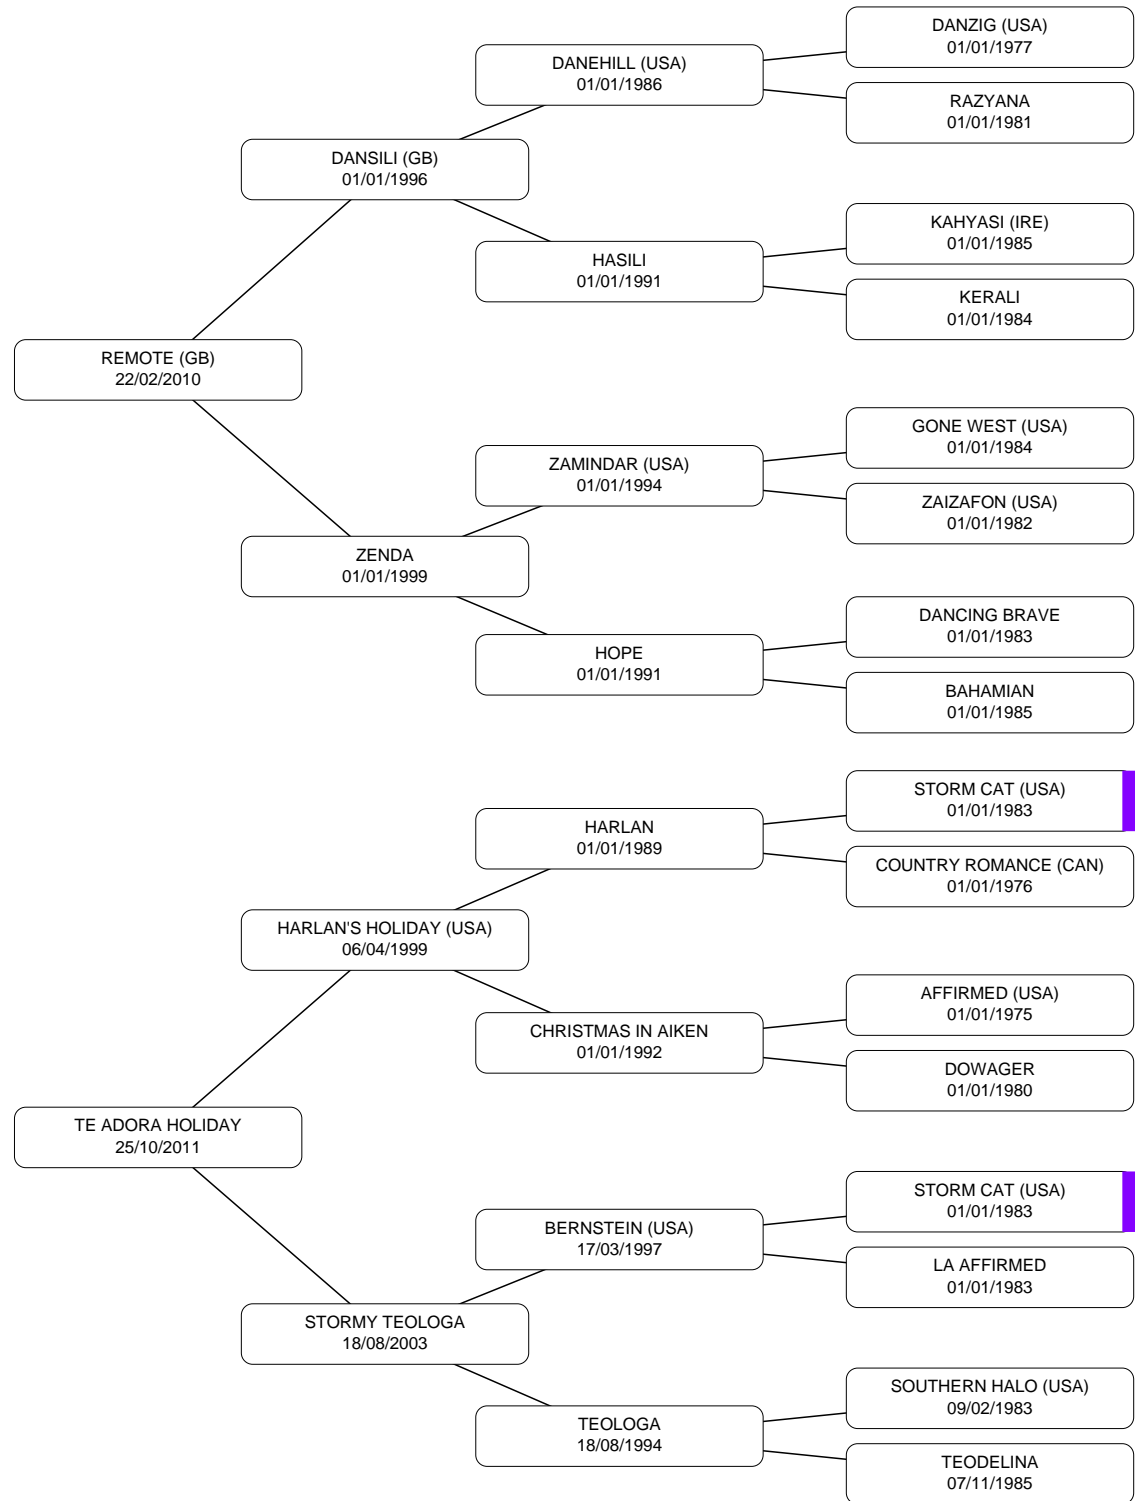 DANZIG (USA)
01/01/1977
DANEHILL (USA)
01/01/1986
RAZYANA
01/01/1981
DANSILI (GB)
01/01/1996
KAHYASI (IRE)
01/01/1985
HASILI
01/01/1991
KERALI
01/01/1984
REMOTE (GB)
22/02/2010
GONE WEST (USA)
01/01/1984
ZAMINDAR (USA)
01/01/1994
ZAIZAFON (USA)
01/01/1982
ZENDA
01/01/1999
DANCING BRAVE
01/01/1983
HOPE
01/01/1991
BAHAMIAN
01/01/1985
STORM CAT (USA)
01/01/1983
HARLAN
01/01/1989
COUNTRY ROMANCE (CAN)
01/01/1976
HARLAN'S HOLIDAY (USA)
06/04/1999
AFFIRMED (USA)
01/01/1975
CHRISTMAS IN AIKEN
01/01/1992
DOWAGER
01/01/1980
TE ADORA HOLIDAY
25/10/2011
STORM CAT (USA)
01/01/1983
BERNSTEIN (USA)
17/03/1997
LA AFFIRMED
01/01/1983
STORMY TEOLOGA
18/08/2003
SOUTHERN HALO (USA)
09/02/1983
TEOLOGA
18/08/1994
TEODELINA
07/11/1985